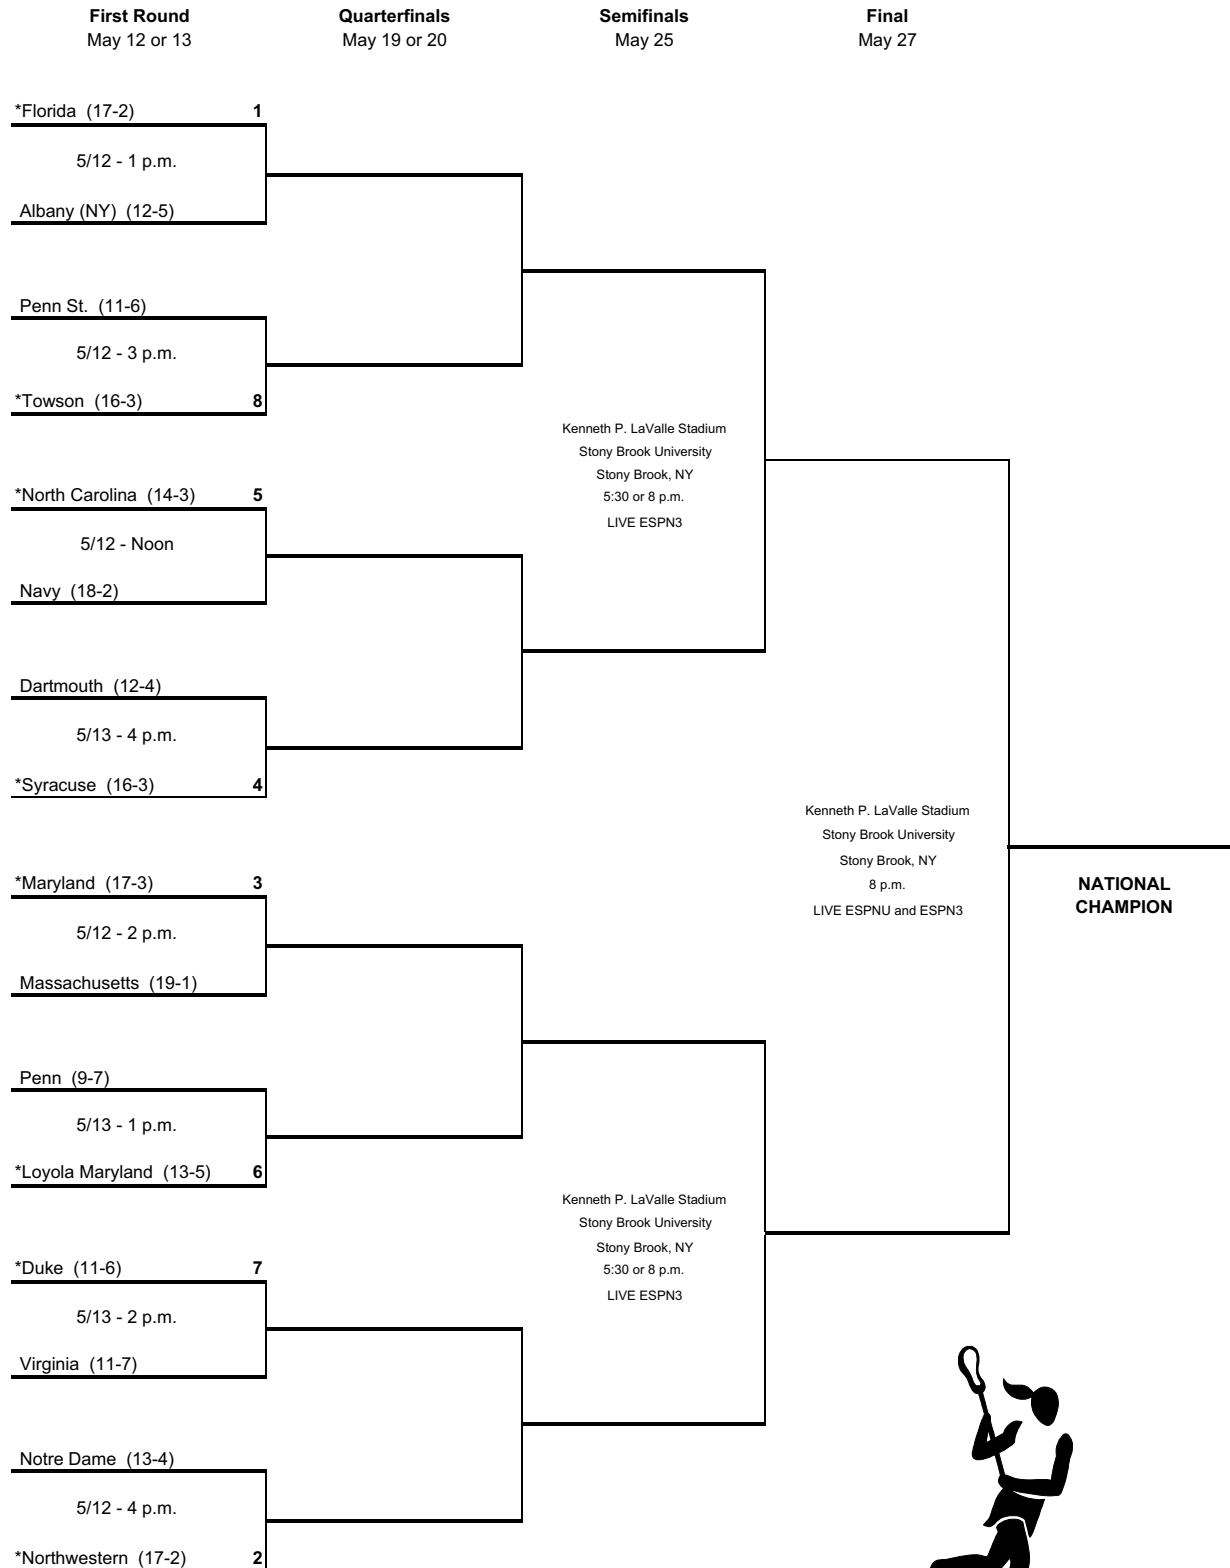 First Round
May 12 or 13
Quarterfinals
May 19 or 20
Semifinals
May 25
Final
May 27
*Florida (17-2) 1
5/12 - 1 p.m.
Albany (NY) (12-5)
Penn St. (11-6)
5/12 - 3 p.m.
*Towson (16-3) 8
*North Carolina (14-3) 5
5/12 - Noon
Navy (18-2)
Dartmouth (12-4)
5/13 - 4 p.m.
*Syracuse (16-3) 4
*Maryland (17-3) 3
5/12 - 2 p.m.
Massachusetts (19-1)
Penn (9-7)
5/13 - 1 p.m.
*Loyola Maryland (13-5) 6
*Duke (11-6) 7
5/13 - 2 p.m.
Virginia (11-7)
Notre Dame (13-4)
5/12 - 4 p.m.
*Northwestern (17-2) 2
Kenneth P. LaValle Stadium
Stony Brook University
Stony Brook, NY
5:30 or 8 p.m.
LIVE ESPN3
Kenneth P. LaValle Stadium
Stony Brook University
Stony Brook, NY
5:30 or 8 p.m.
LIVE ESPN3
Kenneth P. LaValle Stadium
Stony Brook University
Stony Brook, NY
8 p.m.
LIVE ESPNU and ESPN3
NATIONAL
CHAMPION